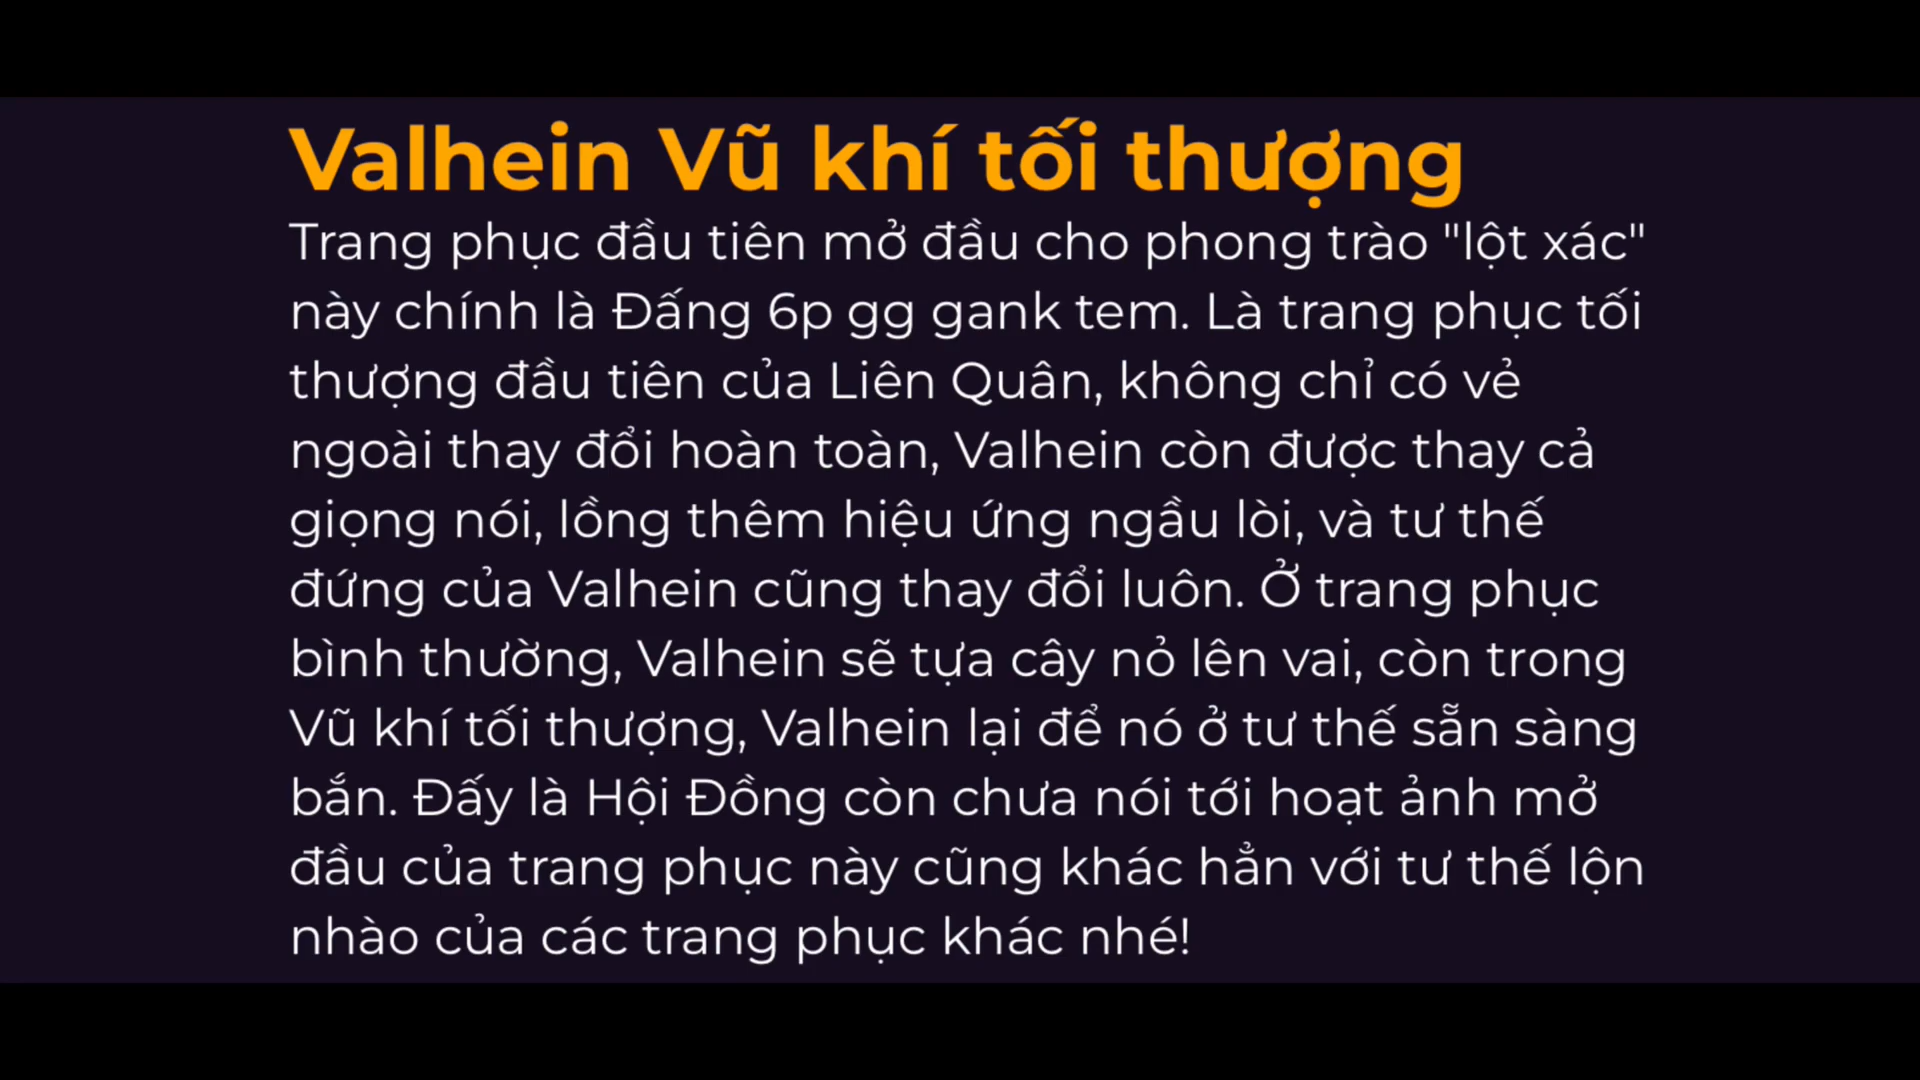 Valhein Vũ khí tối thượng
Trang phục đầu tiên mở đầu cho phong trào "lột xác"
này chính là Đấng 6p gg gank tem. Là trang phục tối
thượng đầu tiên của Liên Quân, không chỉ có vẻ
ngoài thay đổi hoàn toàn, Valhein còn được thay cả
giọng nói, lồng thêm hiệu ứng ngầu lòi, và tư thế
đứng của Valhein cũng thay đổi luôn. Ở trang phục
bình thường, Valhein sẽ tựa cây nỏ lên vai, còn trong
Vũ khí tối thượng, Valhein lại để nó ở tư thế sẵn sàng
bắn. Đấy là Hội Đồng còn chưa nói tới hoạt ảnh mở
đầu của trang phục này cũng khác hẳn với tư thế lộn
nhào của các trang phục khác nhé!